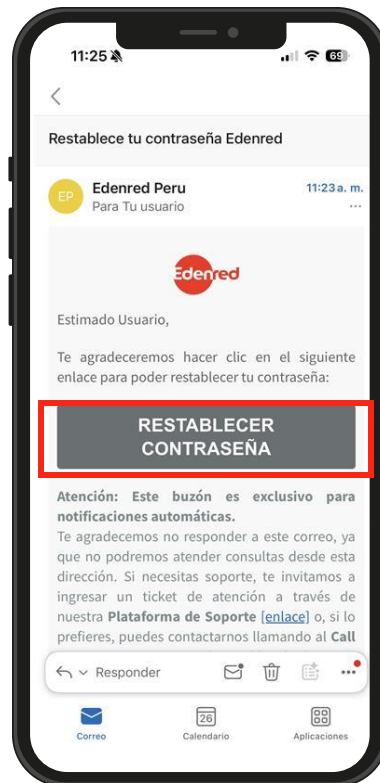 11:25
69
Restablece tu contraseña Edenred
EP
Edenred Peru
11:23 a. m.
Para Tu usuario
Edenred
Estimado Usuario,
Te agradeceremos hacer clic en el siguiente
enlace para poder restablecer tu contraseña:
RESTABLECER
CONTRASEÑA
Atención: Este buzón es exclusivo para
notificaciones automáticas.
Te agradecemos no responder a este correo, ya
que no podremos atender consultas desde esta
dirección. Si necesitas soporte, te invitamos a
ingresar un ticket de atención a través de
nuestra Plataforma de Soporte [enlace] o, si lo
prefieres, puedes contactarnos llamando al Call
Responder
26
Correo
Calendario
Aplicaciones